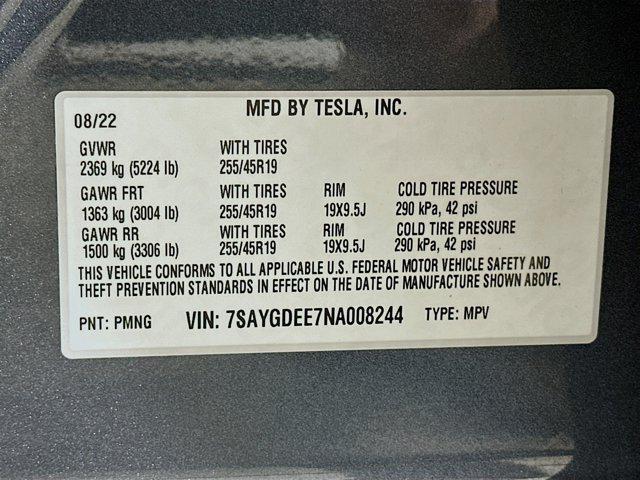 MFD BY TESLA, INC.
08/22
GVWR WITH TIRES
2369 kg (5224 lb) 255/45R19
GAWR FRT WITH TIRES RIM COLD TIRE PRESSURE
1363 kg (3004 lb) 255/45R19 19X9.5J 290 kPa, 42 psi
GAWR RR WITH TIRES RIM COLD TIRE PRESSURE
1500 kg (3306 lb) 255/45R19 19X9.5J 290 kPa, 42 psi
THIS VEHICLE CONFORMS TO ALL APPLICABLE U.S. FEDERAL MOTOR VEHICLE SAFETY AND
THEFT PREVENTION STANDARDS IN EFFECT ON THE DATE OF MANUFACTURE SHOWN ABOVE.
PNT: PMNG VIN: 7SAYGDEE7NA008244 TYPE: MPV